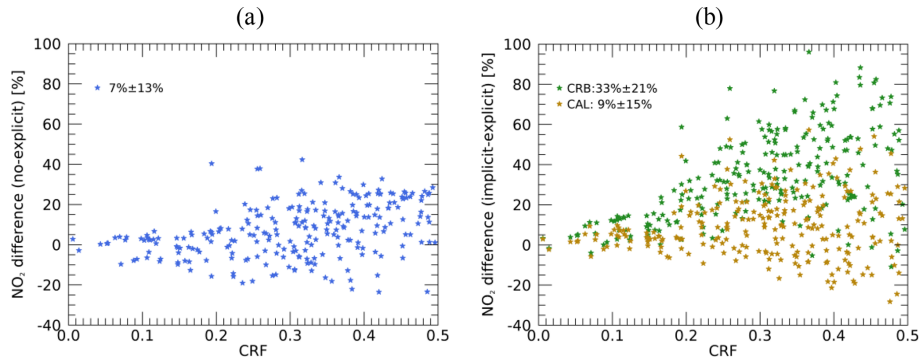 (a)
(b)
NO₂ difference (no-explicit) [%]
100
80
60
40
20
0
-20
-40
7%±13%
0.0 0.1 0.2 0.3 0.4 0.5
CRF
NO₂ difference (implicit-explicit) [%]
100
80
60
40
20
0
-20
-40
CRB:33%±21%
CAL: 9%±15%
0.0 0.1 0.2 0.3 0.4 0.5
CRF